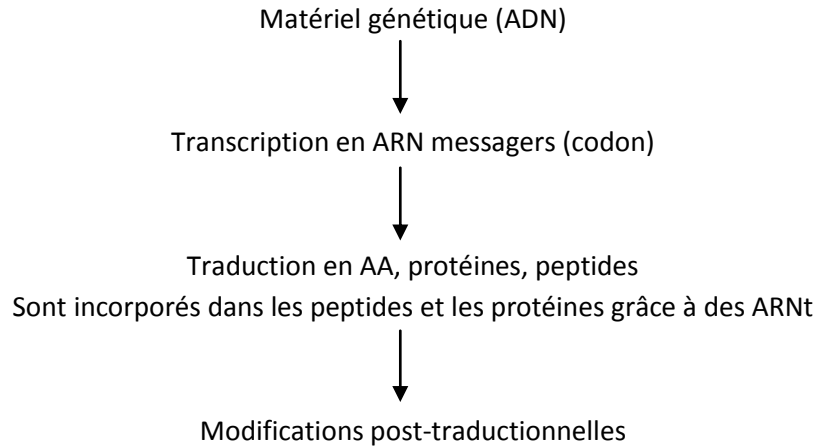 Matériel génétique (ADN)
Transcription en ARN messagers (codon)
Traduction en AA, protéines, peptides
Sont incorporés dans les peptides et les protéines grâce à des ARNt
Modifications post-traductionnelles